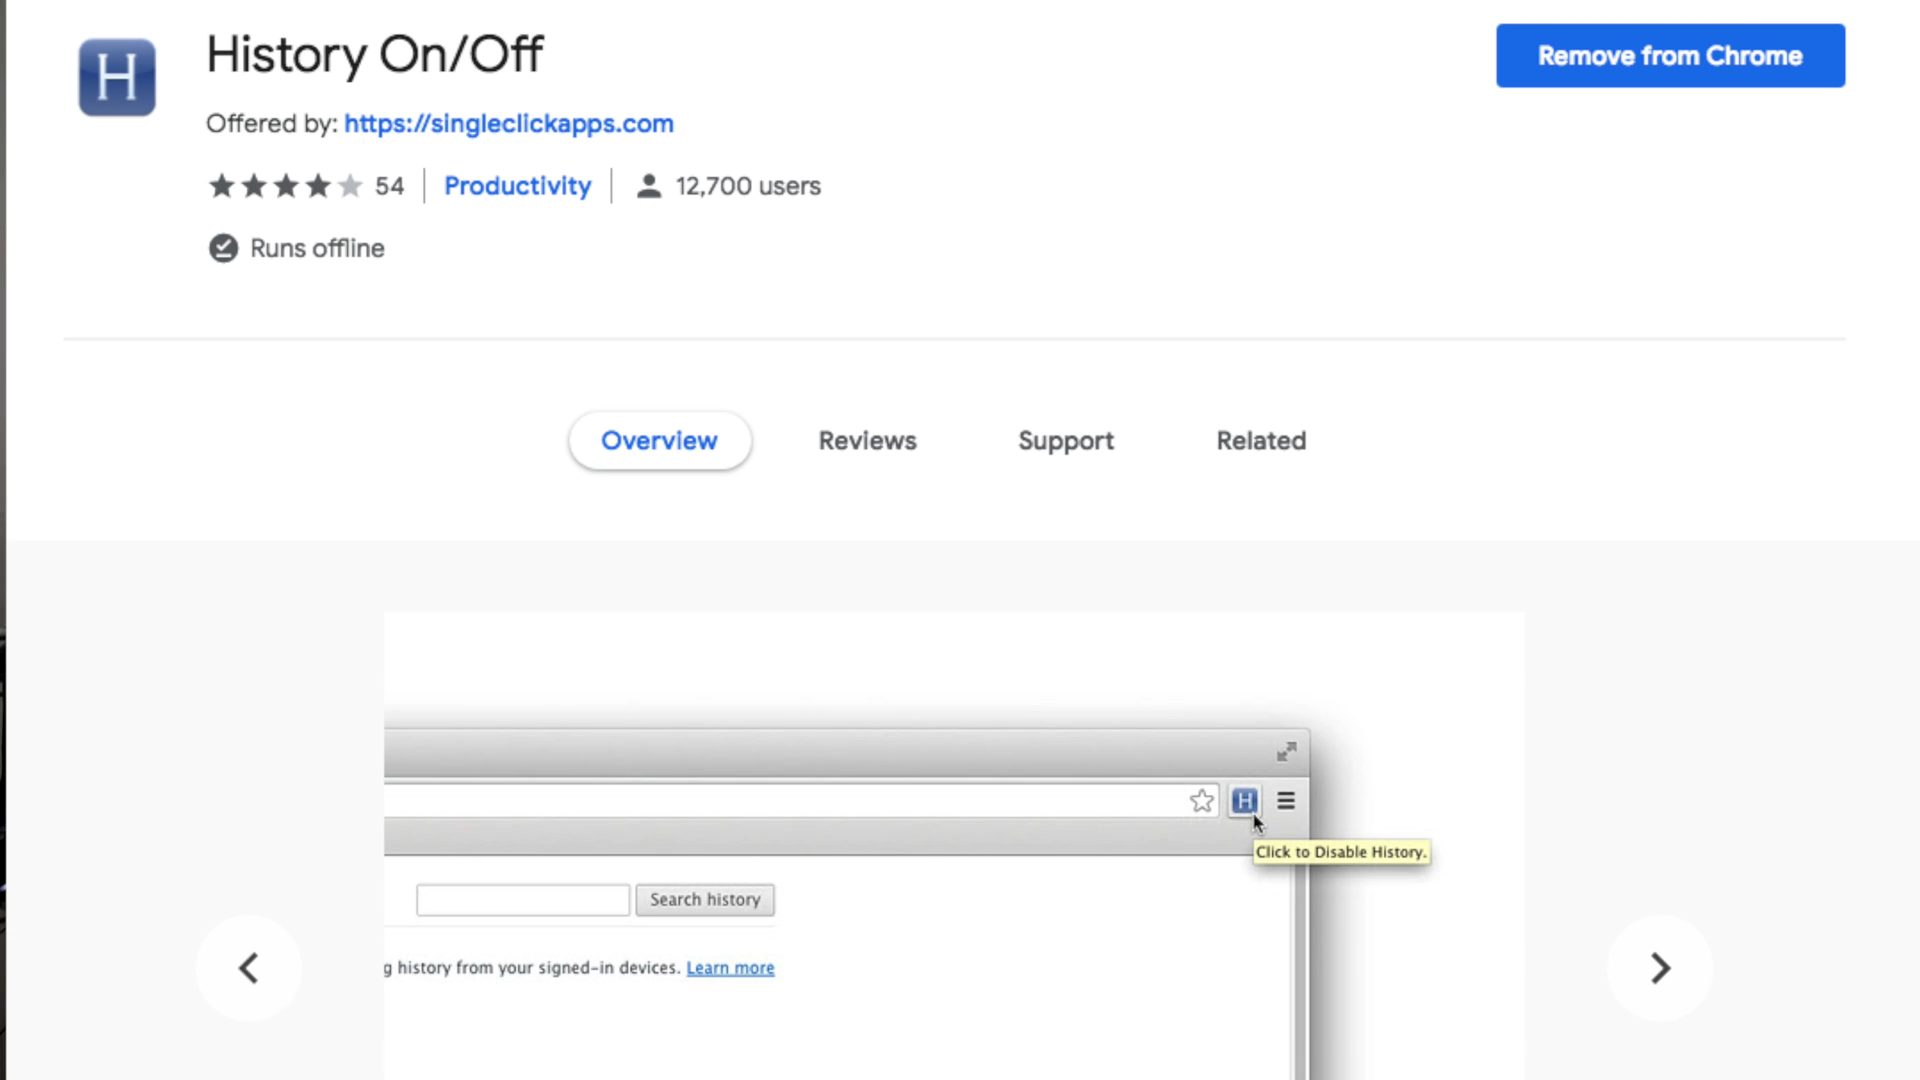 H
History On/Off
Remove from Chrome
Offered by: https://singleclickapps.com
54
Productivity
12,700 users
Runs offline
Overview
Reviews
Support
Related
H
Click to Disable History.
Search history
g history from your signed-in devices. Learn more